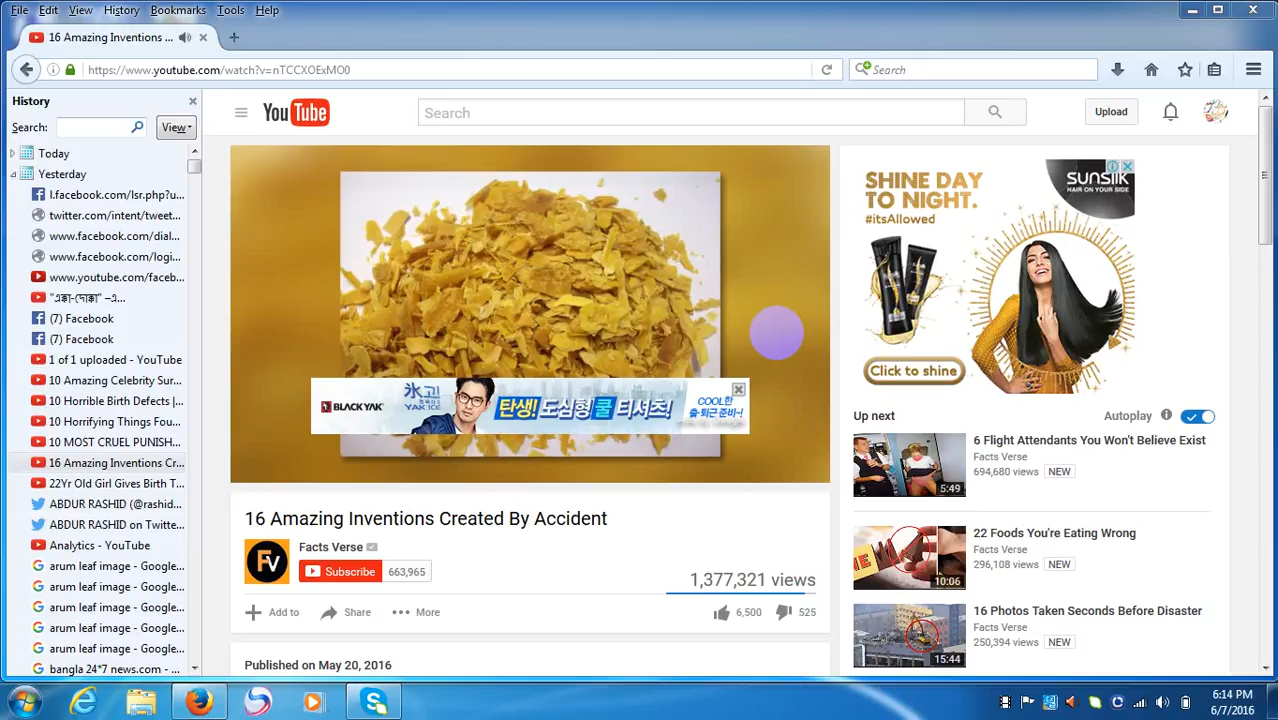 File Edit View History Bookmarks Tools Help
16 Amazing Inventions ...
https://www.youtube.com/watch?v=nTCCXOExMO0
Search
History
Search:
View
Today
Yesterday
l.facebook.com/lsr.php?u...
twitter.com/intent/tweet...
www.facebook.com/dial...
www.facebook.com/logi...
www.youtube.com/faceb...
"এক্কা-দোক্কা" –এ...
(7) Facebook
(7) Facebook
1 of 1 uploaded - YouTube
10 Amazing Celebrity Sur...
10 Horrible Birth Defects |...
10 Horrifying Things Fou...
10 MOST CRUEL PUNISH...
16 Amazing Inventions Cr...
22Yr Old Girl Gives Birth T...
ABDUR RASHID (@rashid...
ABDUR RASHID on Twitte...
Analytics - YouTube
arum leaf image - Google...
arum leaf image - Google...
arum leaf image - Google...
arum leaf image - Google...
arum leaf image - Google...
bangla 24*7 news.com - ...
YouTube
Search
Upload
BLACKYAK
YAK ICE
탄생! 도심형 쿨 티셔츠!
COOL한
출·퇴근 준비~!
16 Amazing Inventions Created By Accident
Fv
Facts Verse
Subscribe 663,965
1,377,321 views
Add to Share More
6,500 525
Published on May 20, 2016
SHINE DAY
TO NIGHT.
#itsAllowed
SUNSILK
HAIR ON YOUR SIDE
Click to shine
Up next
Autoplay
6 Flight Attendants You Won't Believe Exist
Facts Verse
694,680 views NEW
5:49
22 Foods You're Eating Wrong
Facts Verse
296,108 views NEW
10:06
16 Photos Taken Seconds Before Disaster
Facts Verse
250,394 views NEW
15:44
6:14 PM
6/7/2016